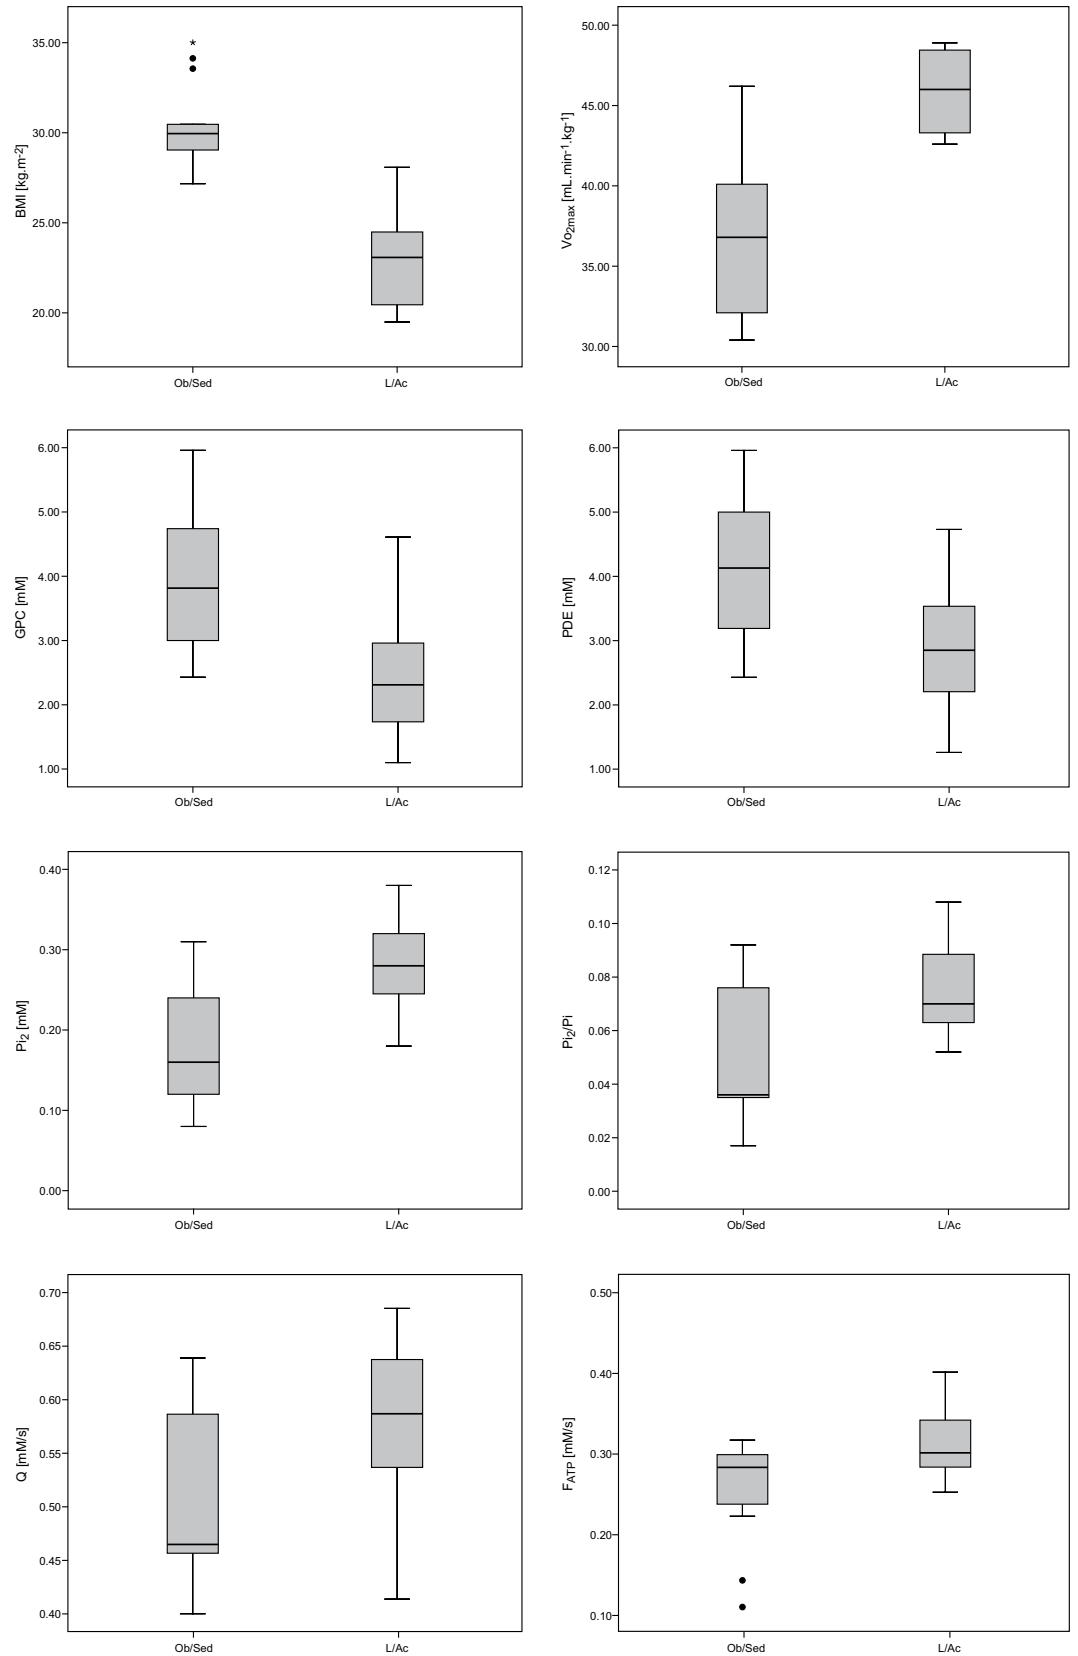 35.00
30.00
25.00
20.00
BMI [kg.m-2]
*
Ob/Sed L/Ac
50.00
45.00
40.00
35.00
30.00
Vo2max [mL.min-1.kg-1]
Ob/Sed L/Ac
6.00
5.00
4.00
3.00
2.00
1.00
GPC [mM]
Ob/Sed L/Ac
6.00
5.00
4.00
3.00
2.00
1.00
PDE [mM]
Ob/Sed L/Ac
0.40
0.30
0.20
0.10
0.00
Pi2 [mM]
Ob/Sed L/Ac
0.12
0.10
0.08
0.06
0.04
0.02
0.00
Pi2/Pi
Ob/Sed L/Ac
0.70
0.65
0.60
0.55
0.50
0.45
0.40
Q [mM/s]
Ob/Sed L/Ac
0.50
0.40
0.30
0.20
0.10
FATP [mM/s]
Ob/Sed L/Ac